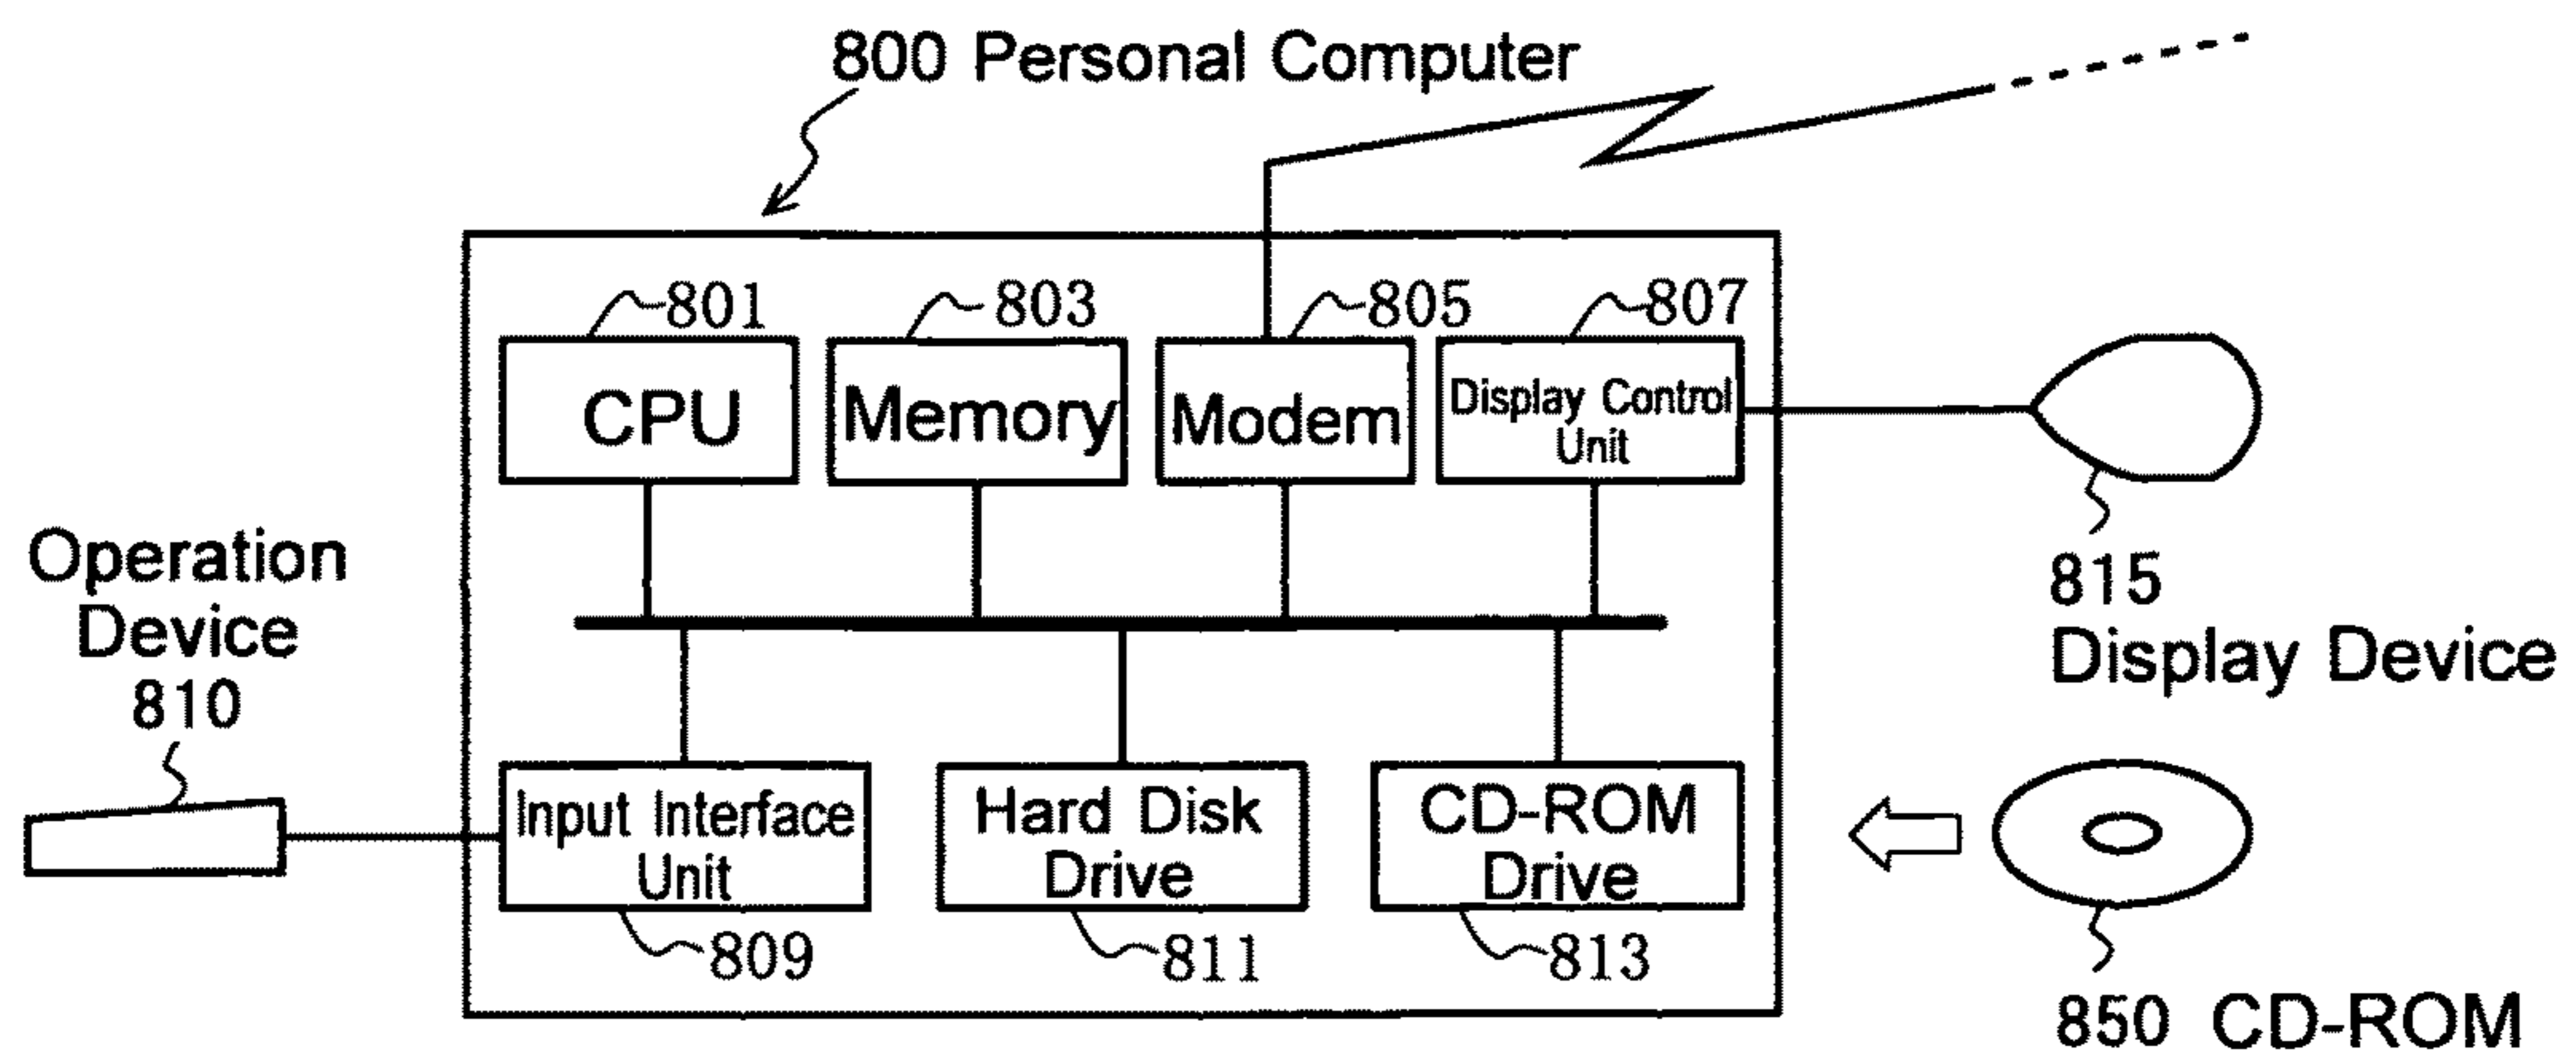 800 Personal Computer
801
803
805
807
CPU
Memory
Modem
Display Control
Unit
Operation
Device
810
815
Display Device
Input Interface
Unit
Hard Disk
Drive
CD-ROM
Drive
809
811
813
850 CD-ROM